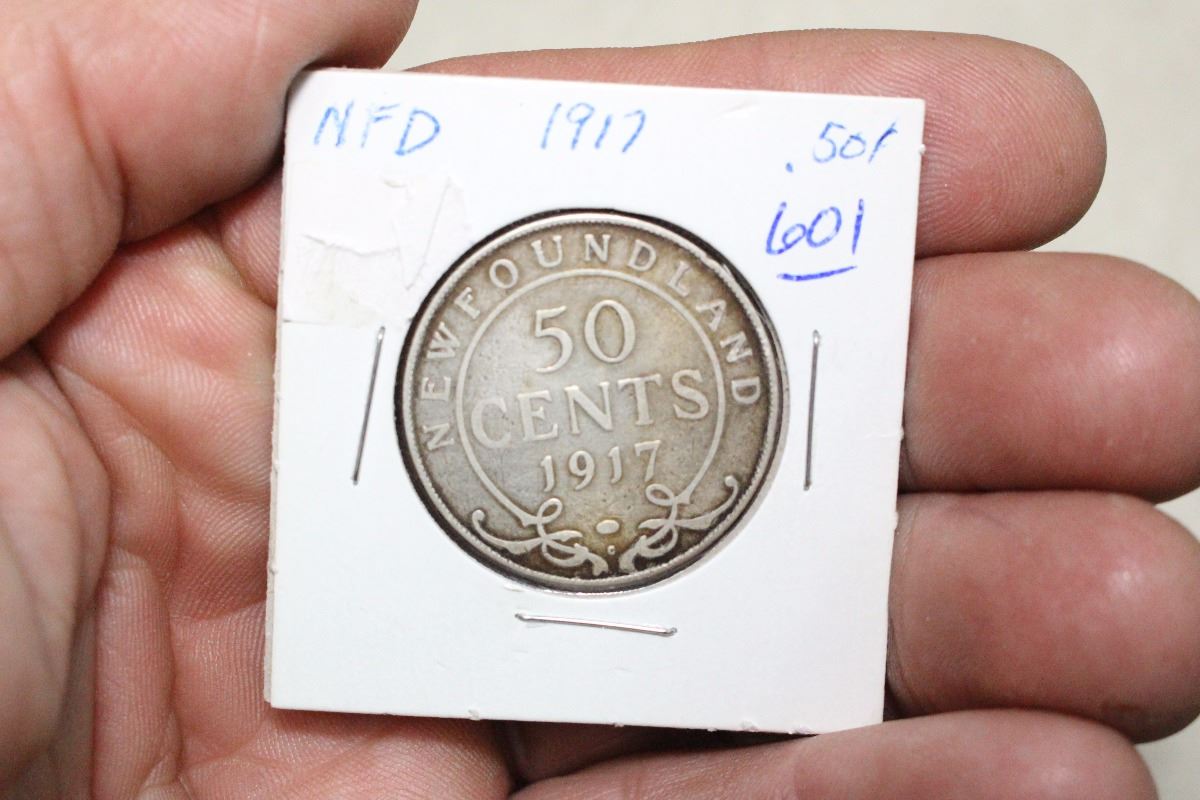 NFD 1917 .50¢
601
NEWFOUNDLAND
50
CENTS
1917
C